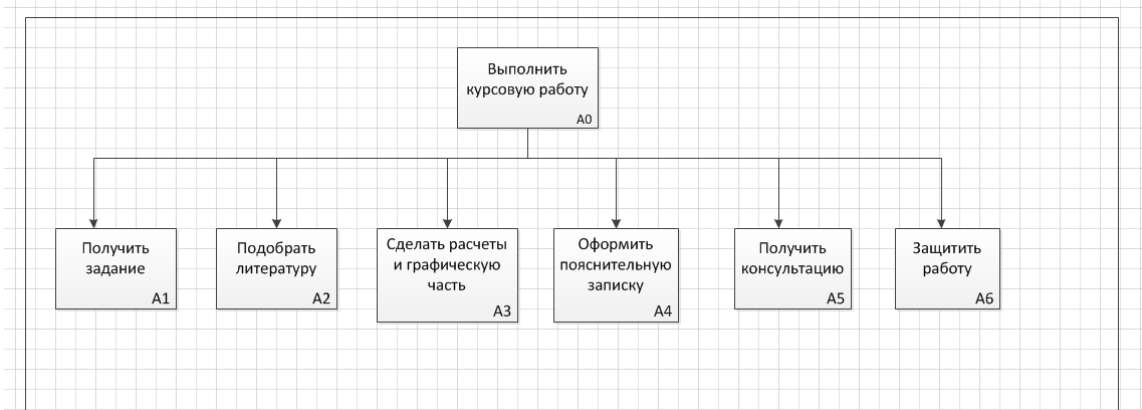 Выполнить
курсовую работу
A0
Получить
задание
A1
Подобрать
литературу
A2
Сделать расчеты
и графическую
часть
A3
Оформить
пояснительную
записку
A4
Получить
консультацию
A5
Защитить
работу
A6